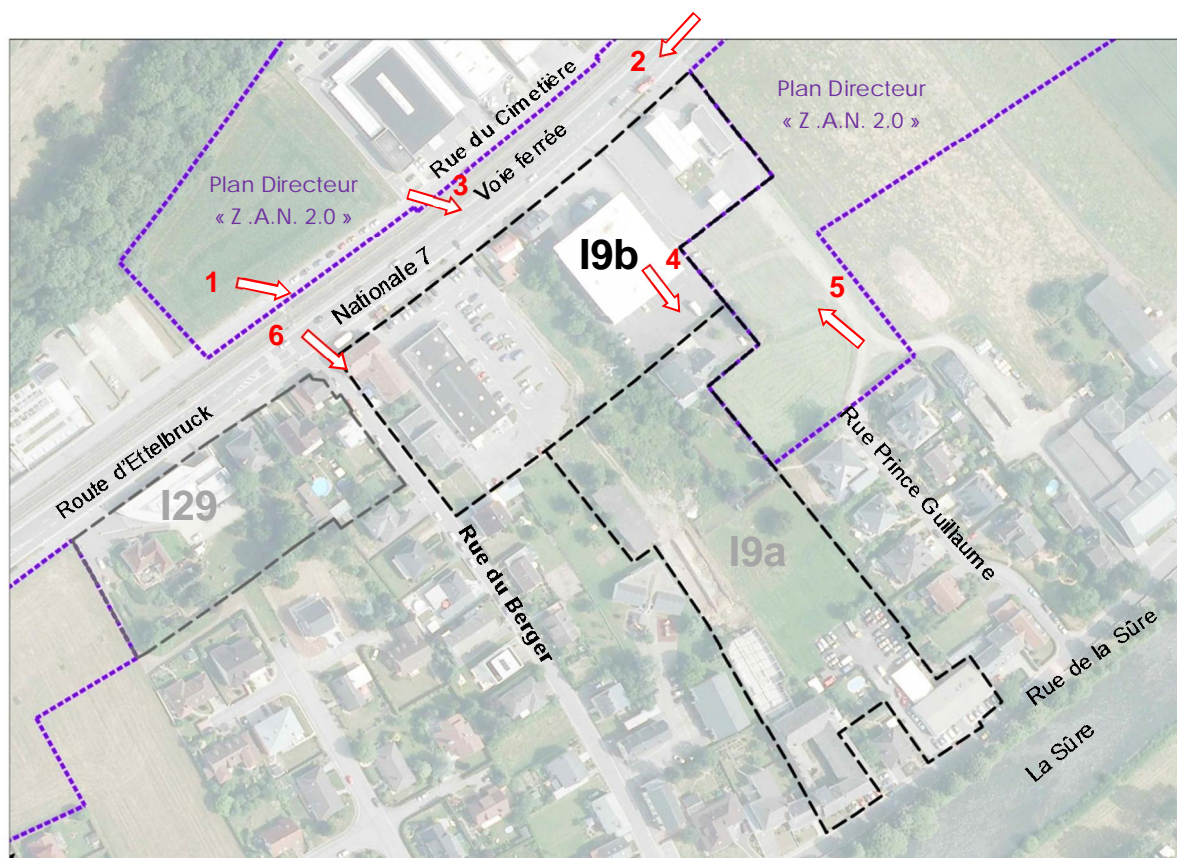 2
Plan Directeur
« Z .A.N. 2.0 »
Rue du Cimetière
Voie ferrée
3
Plan Directeur
« Z .A.N. 2.0 »
I9b
4
1
Nationale 7
5
6
Route d'Ettelbruck
I29
Rue Prince Guillaume
I9a
Rue du Berger
Rue de la Sûre
La Sûre